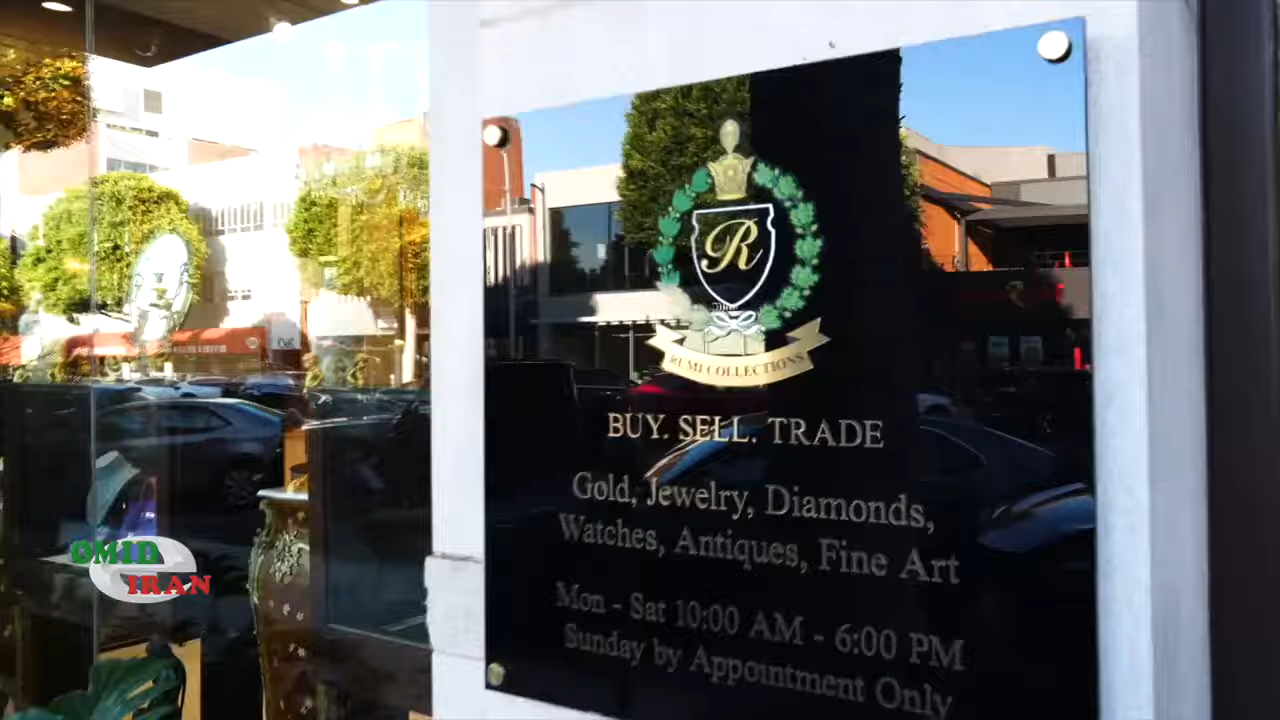 R
RUMI COLLECTIONS
BUY. SELL. TRADE
Gold, Jewelry, Diamonds,
Watches, Antiques, Fine Art
Mon - Sat 10:00 AM - 6:00 PM
Sunday by Appointment Only
OMID
IRAN